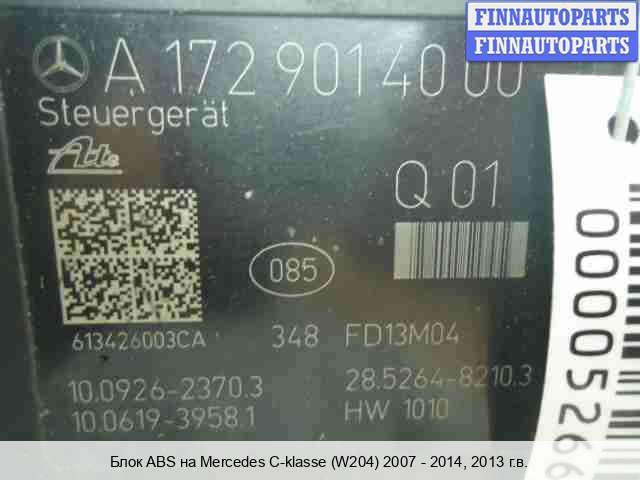 FINNAUTOPARTS
FINNAUTOPARTS
A 172 901 40 00
Steuergerät
Ate
Q 01
085
613426003CA
348 FD13M04
10.0926-2370.3
28.5264-8210.3
10.0619-3958.1
HW 1010
00005266
Блок ABS на Mercedes C-klasse (W204) 2007 - 2014, 2013 г.в.